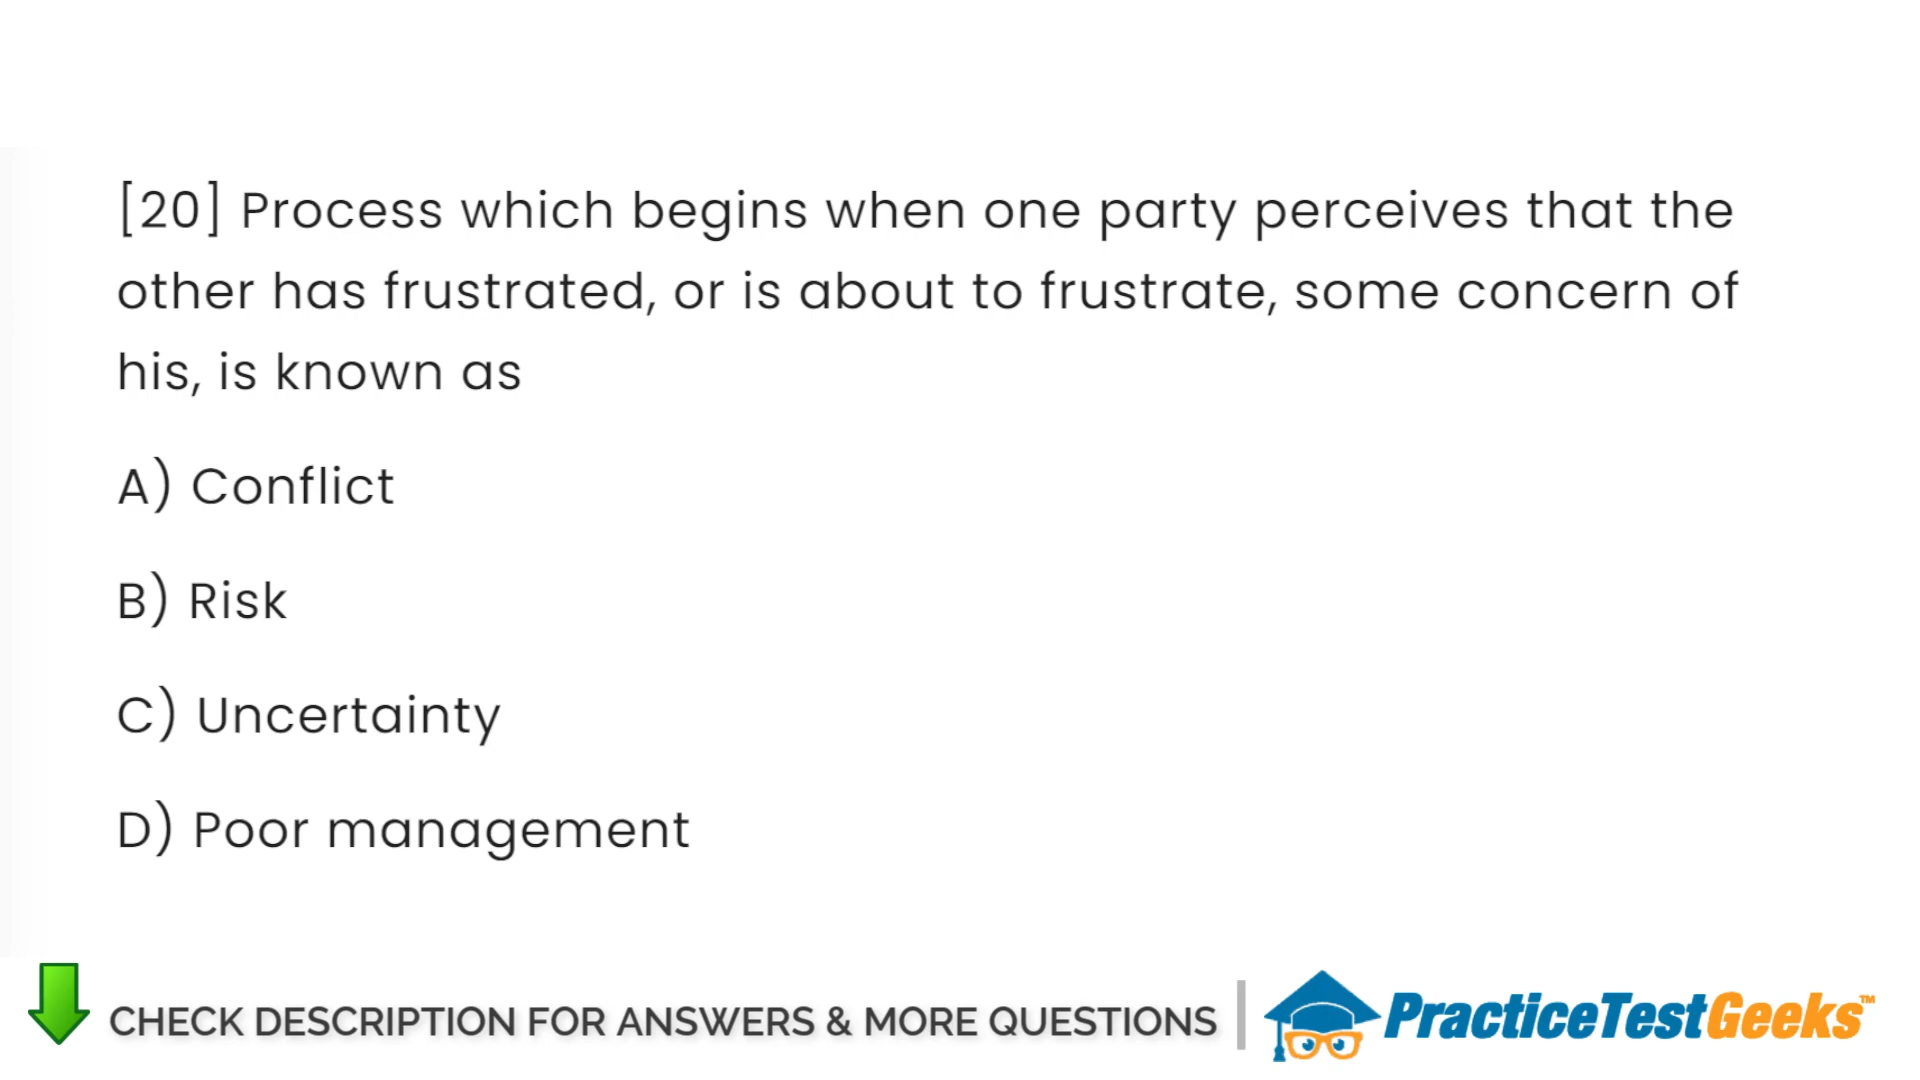 [20] Process which begins when one party perceives that the
other has frustrated, or is about to frustrate, some concern of
his, is known as
A) Conflict
B) Risk
C) Uncertainty
D) Poor management
CHECK DESCRIPTION FOR ANSWERS & MORE QUESTIONS
PracticeTestGeeks™